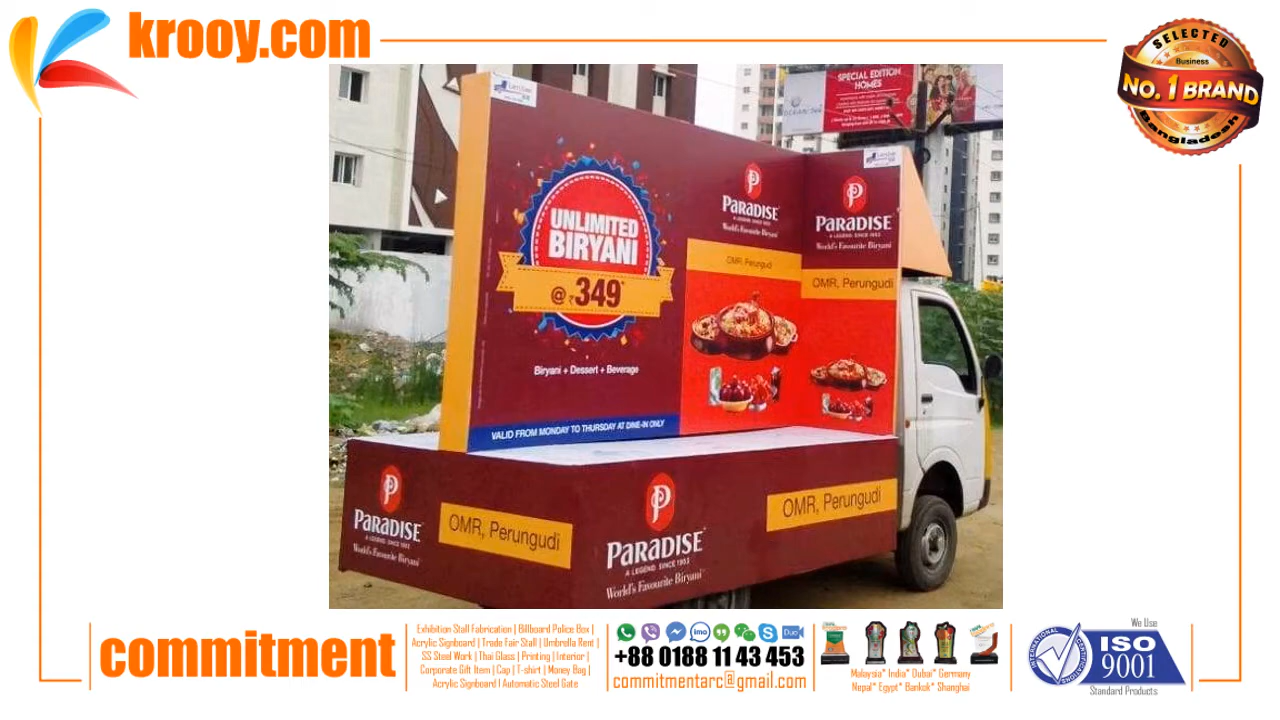 krooy.com
SELECTED
Business
NO. 1 BRAND
Bangladesh
SPECIAL EDITION
HOMES
UNLIMITED
BIRYANI
@ ₹349*
Biryani + Dessert + Beverage
VALID FROM MONDAY TO THURSDAY AT DINE-IN ONLY
P
PARADISE
A LEGEND SINCE 1953
World's Favourite Biryani
OMR, Perungudi
P
PARADISE
A LEGEND SINCE 1953
World's Favourite Biryani
OMR, Perungudi
P
PARADISE
A LEGEND SINCE 1953
World's Favourite Biryani
OMR, Perungudi
P
PARADISE
A LEGEND SINCE 1953
World's Favourite Biryani
OMR, Perungudi
commitment
Exhibition Stall Fabrication | Billboard Police Box |
Acrylic Signboard | Trade Fair Stall | Umbrella Rent |
SS Steel Work | Thai Glass | Printing | Interior |
Corporate Gift Item | Cap | T-shirt | Money Bag |
Acrylic Signboard | Automatic Steel Gate
imo
Duo
+88 0188 11 43 453
commitmentarc@gmail.com
Malaysia* India* Dubai* Germany
Nepal* Egypt* Bankok* Shanghai
We Use
INTERNATIONAL CERTIFICATIONS
ISO
9001
Standard Products